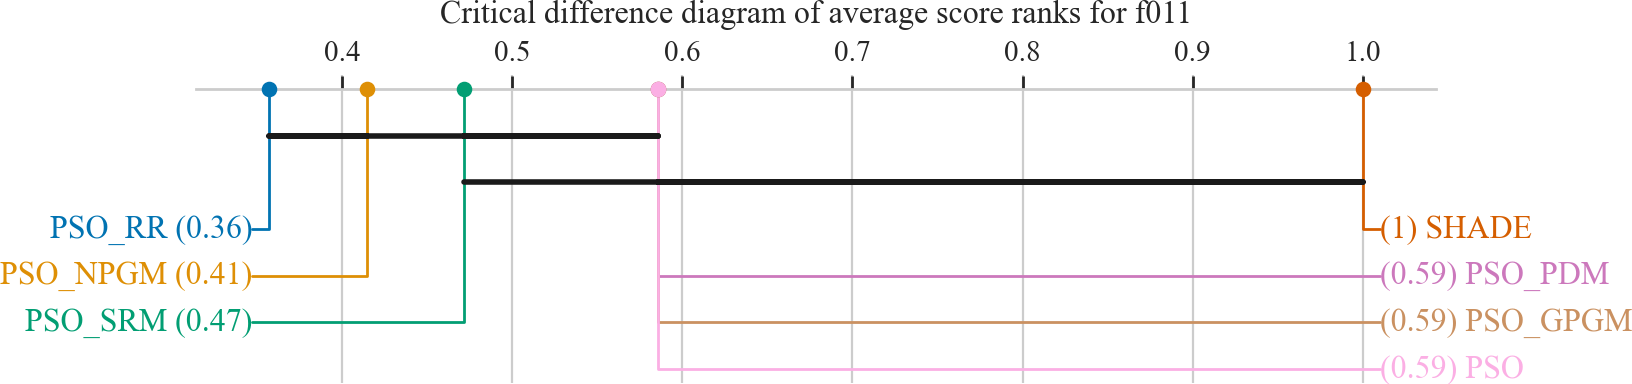 Critical difference diagram of average score ranks for f011
0.4 0.5 0.6 0.7 0.8 0.9 1.0
PSO_RR (0.36) (1) SHADE
PSO_NPGM (0.41) (0.59) PSO_PDM
PSO_SRM (0.47) (0.59) PSO_GPGM
(0.59) PSO